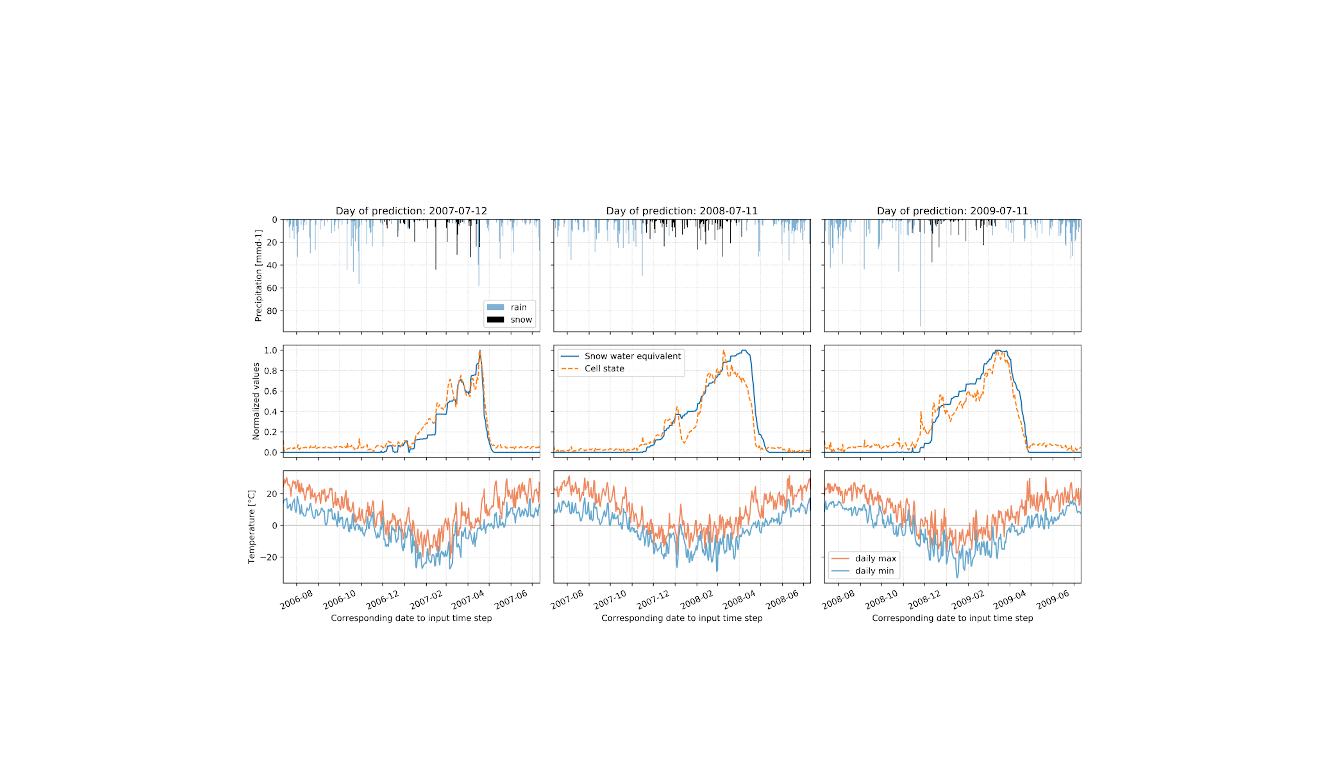 Day of prediction: 2007-07-12
Day of prediction: 2008-07-11
Day of prediction: 2009-07-11
Precipitation [mmd-1]
0
20
40
60
80
rain
snow
Normalized values
1.0
0.8
0.6
0.4
0.2
0.0
Snow water equivalent
Cell state
Temperature [°C]
20
0
−20
daily max
daily min
2006-08 2006-10 2006-12 2007-02 2007-04 2007-06
2007-08 2007-10 2007-12 2008-02 2008-04 2008-06
2008-08 2008-10 2008-12 2009-02 2009-04 2009-06
Corresponding date to input time step
Corresponding date to input time step
Corresponding date to input time step